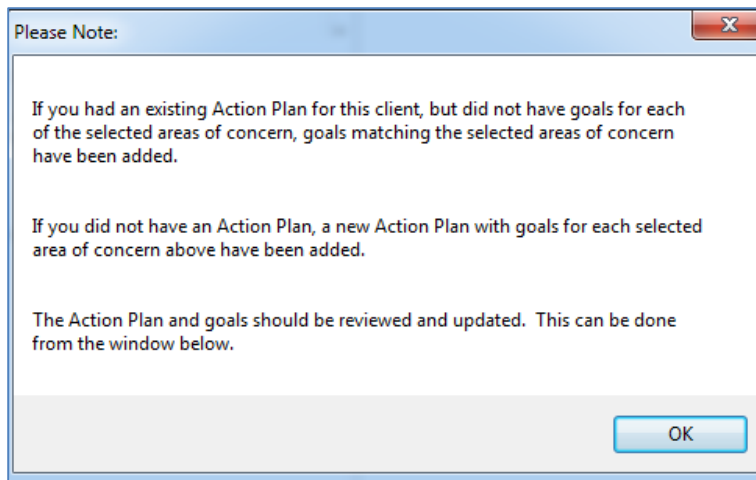 Please Note:
If you had an existing Action Plan for this client, but did not have goals for each
of the selected areas of concern, goals matching the selected areas of concern
have been added.
If you did not have an Action Plan, a new Action Plan with goals for each selected
area of concern above have been added.
The Action Plan and goals should be reviewed and updated.  This can be done
from the window below.
OK